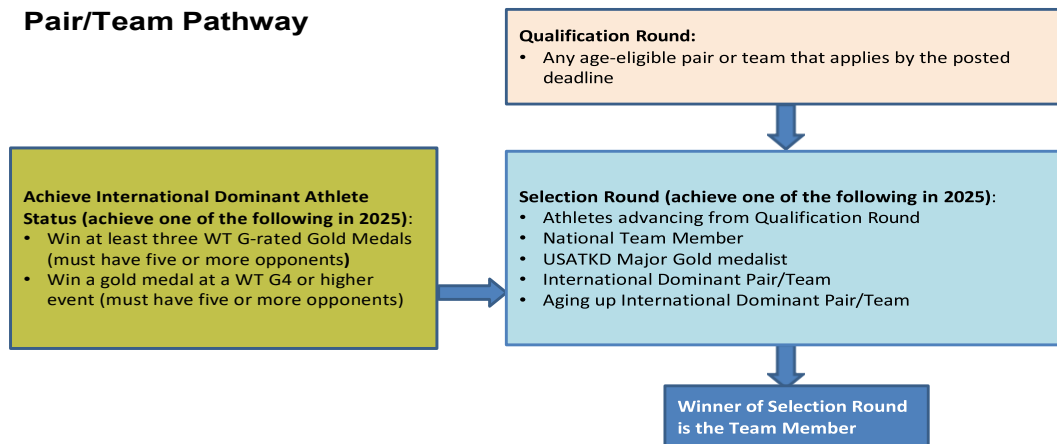 Pair/Team Pathway
Qualification Round:
• Any age-eligible pair or team that applies by the posted
deadline
Achieve International Dominant Athlete
Status (achieve one of the following in 2025):
• Win at least three WT G-rated Gold Medals
(must have five or more opponents)
• Win a gold medal at a WT G4 or higher
event (must have five or more opponents)
Selection Round (achieve one of the following in 2025):
• Athletes advancing from Qualification Round
• National Team Member
• USATKD Major Gold medalist
• International Dominant Pair/Team
• Aging up International Dominant Pair/Team
Winner of Selection Round
is the Team Member